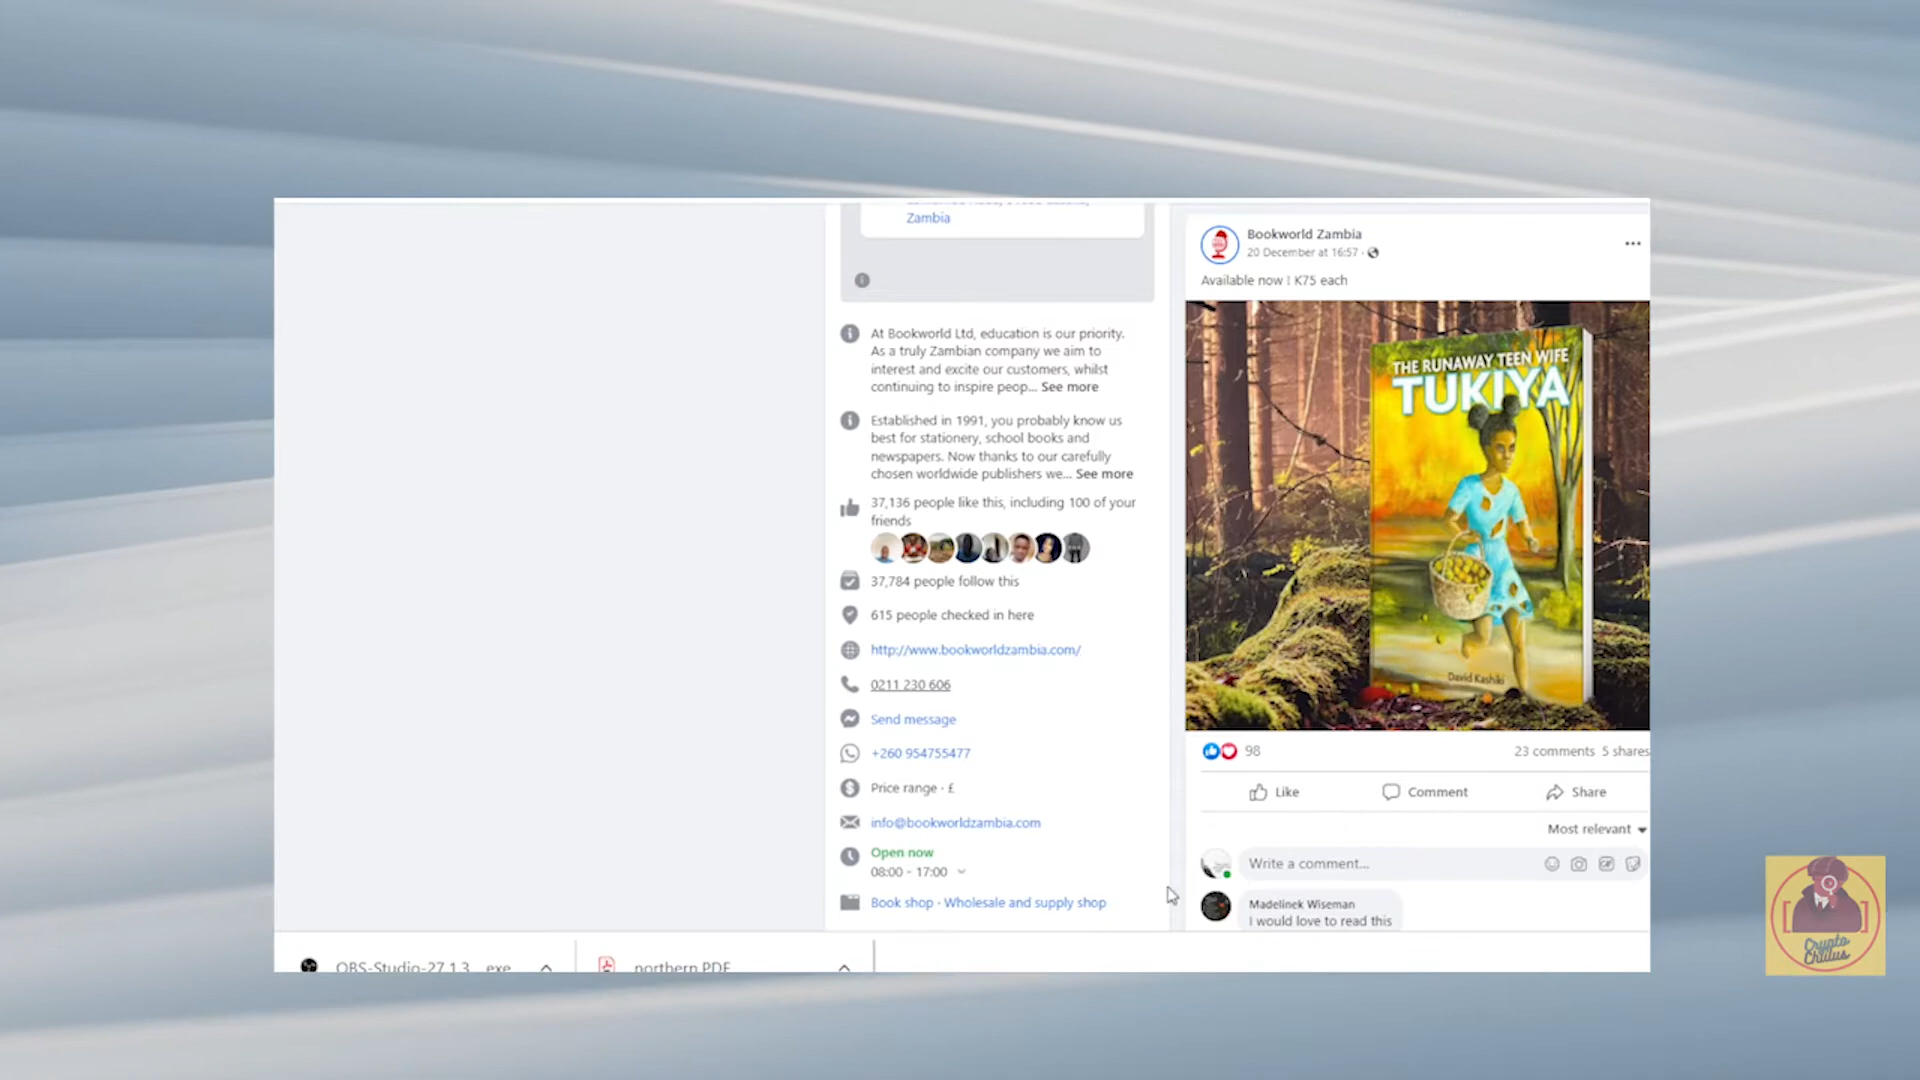 Zambia
At Bookworld Ltd, education is our priority.
As a truly Zambian company we aim to
interest and excite our customers, whilst
continuing to inspire peop... See more
Established in 1991, you probably know us
best for stationery, school books and
newspapers. Now thanks to our carefully
chosen worldwide publishers we... See more
37,136 people like this, including 100 of your
friends
37,784 people follow this
615 people checked in here
http://www.bookworldzambia.com/
0211 230 606
Send message
+260 954755477
Price range · £
info@bookworldzambia.com
Open now
08:00 - 17:00
Book shop · Wholesale and supply shop
Bookworld Zambia
20 December at 16:57 ·
Available now ! K75 each
THE RUNAWAY TEEN WIFE
TUKIYA
David Kashiki
98
23 comments 5 shares
Like Comment Share
Most relevant
Write a comment...
Madelinek Wiseman
I would love to read this
OBS-Studio-27.1.3....exe
northern.PDF
Crypto
Chulus